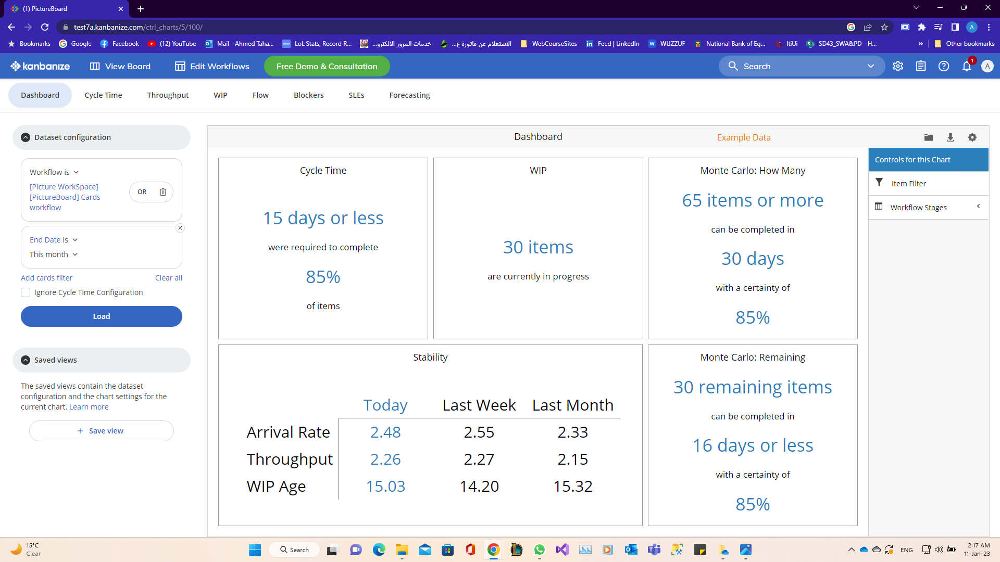 (1) PictureBoard
test7a.kanbanize.com/ctrl_charts/5/100/
Bookmarks Google Facebook (12) YouTube Mail - Ahmed Taha... LoL Stats, Record R... خدمات المرور الالكترو... الاستعلام عن فاتورة غ... WebCourseSites Feed | LinkedIn WUZZUF National Bank of Eg... ItiUi SD43_SWA&PD - H... » Other bookmarks
kanbanize View Board Edit Workflows Free Demo & Consultation Search 1 A
Dashboard Cycle Time Throughput WIP Flow Blockers SLEs Forecasting
Dataset configuration
Workflow is
[Picture WorkSpace]
[PictureBoard] Cards
workflow
OR
End Date is
This month
Add cards filter Clear all
Ignore Cycle Time Configuration
Load
Saved views
The saved views contain the dataset
configuration and the chart settings for the
current chart. Learn more
+ Save view
Dashboard Example Data
Cycle Time
15 days or less
were required to complete
85%
of items
WIP
30 items
are currently in progress
Monte Carlo: How Many
65 items or more
can be completed in
30 days
with a certainty of
85%
Stability
Today Last Week Last Month
Arrival Rate 2.48 2.55 2.33
Throughput 2.26 2.27 2.15
WIP Age 15.03 14.20 15.32
Monte Carlo: Remaining
30 remaining items
can be completed in
16 days or less
with a certainty of
85%
Controls for this Chart
Item Filter
Workflow Stages
15°C
Clear
Search
ENG
2:17 AM
11-Jan-23